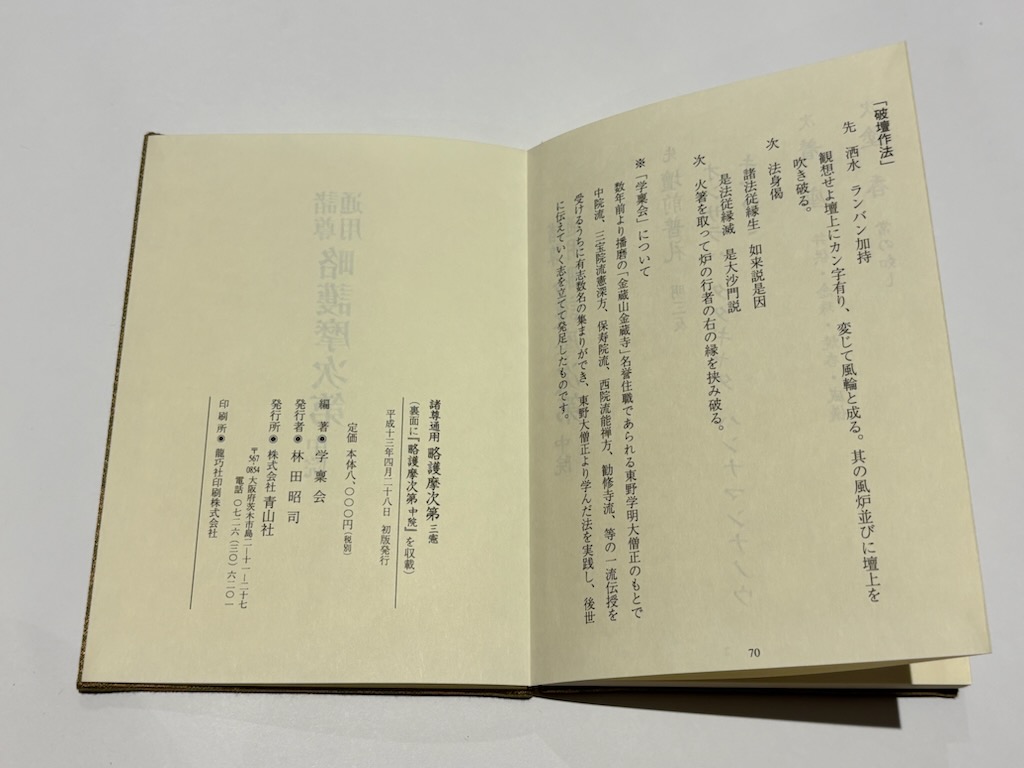 「破壇作法」
先 洒水 ランバン加持
観想せよ壇上にカン字有り、変じて風輪と成る。其の風炉並びに壇上を
吹き破る。
次 法身偈
諸法従縁生 如来説是因
是法従縁滅 是大沙門説
次 火箸を取って炉の行者の右の縁を挟み破る。
※「学稟会」について
数年前より播磨の「金蔵山金蔵寺」名誉住職であられる東野学明大僧正のもとで
中院流、三宝院流憲深方、保寿院流、西院流能禅方、勧修寺流、等の一流伝授を
受けるうちに有志数名の集まりができ、東野大僧正より学んだ法を実践し、後世
に伝えていく志を立てて発足したものです。
70
諸尊通用 略護摩次第 三憲
(裏面に『略護摩次第 中院』を収載)
平成十三年四月二十八日 初版発行
定価 本体八、〇〇〇円(税別)
編 著◉学稟会
発行者◉林田昭司
発行所◉株式会社 青山社
〒567-0854 大阪府茨木市島二―十一―二十七
電話 〇七二六(三〇)六二〇一
印刷所◉龍巧社印刷株式会社
通用
諸尊
略護摩次第